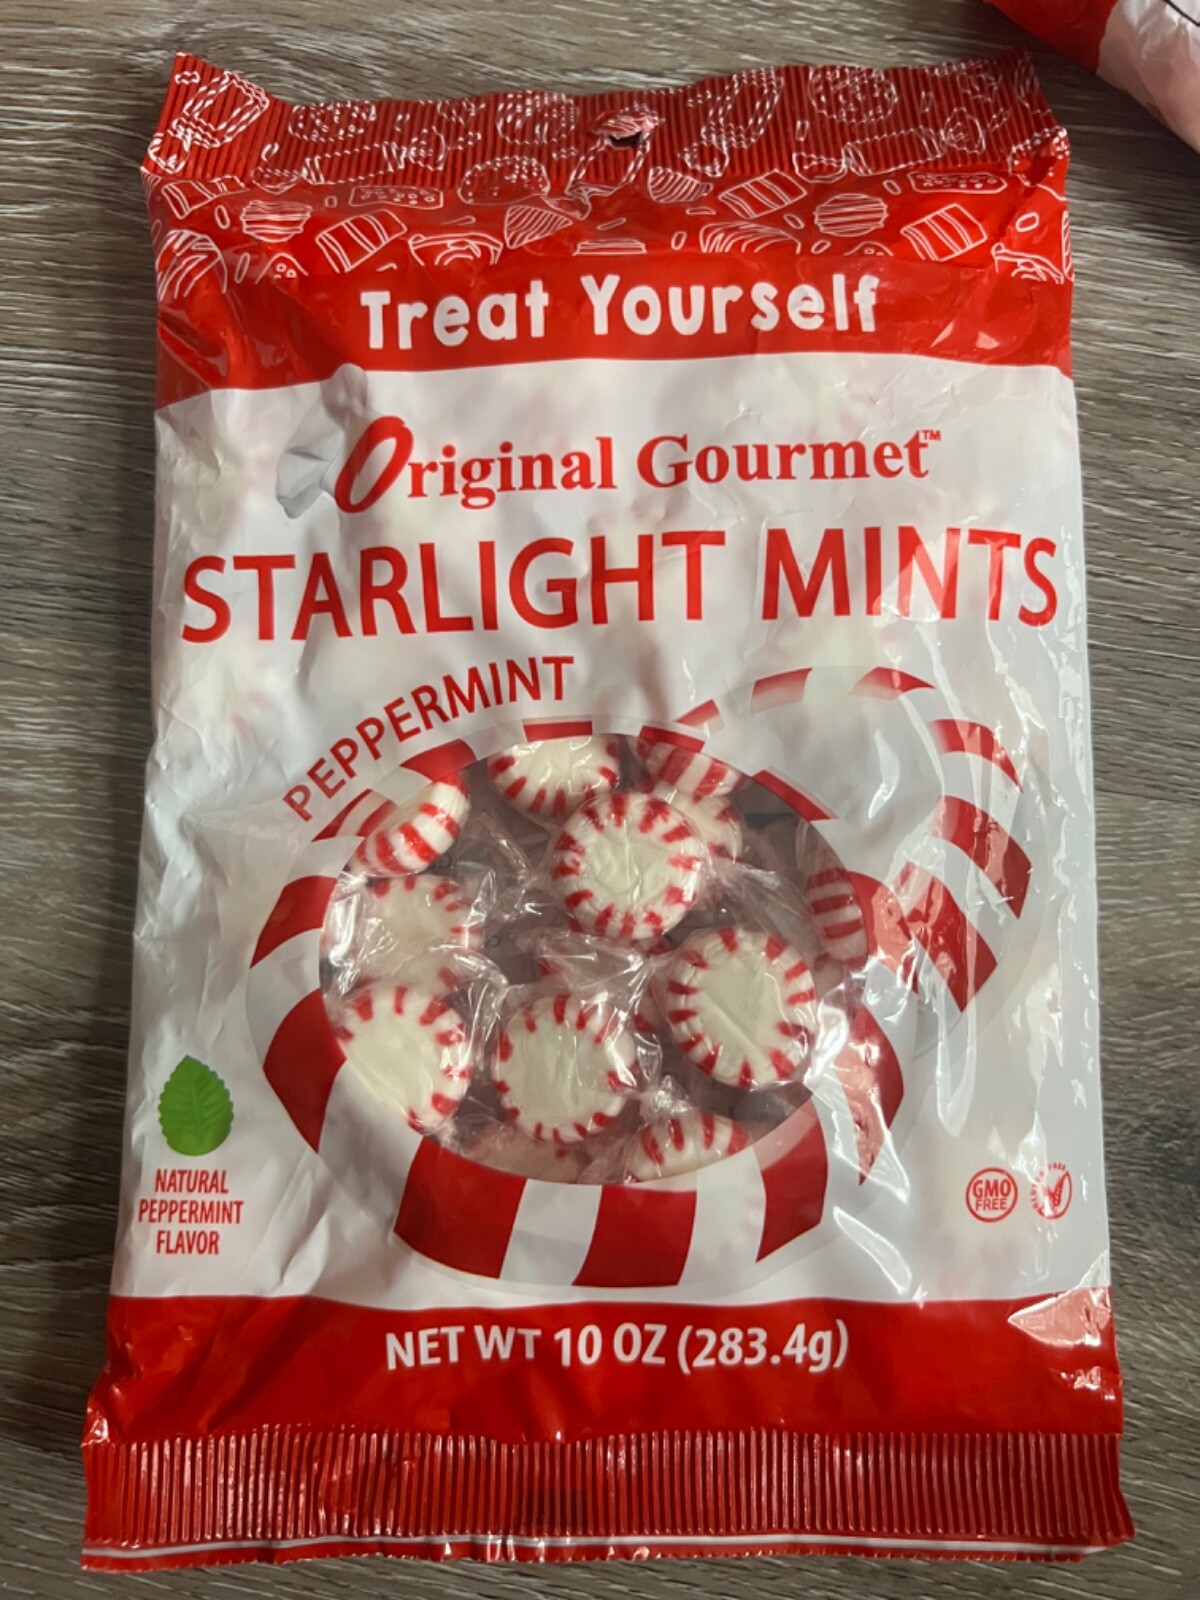 Treat Yourself
Original Gourmet™
STARLIGHT MINTS
PEPPERMINT
NATURAL
PEPPERMINT
FLAVOR
GMO
FREE
NET WT 10 OZ (283.4g)